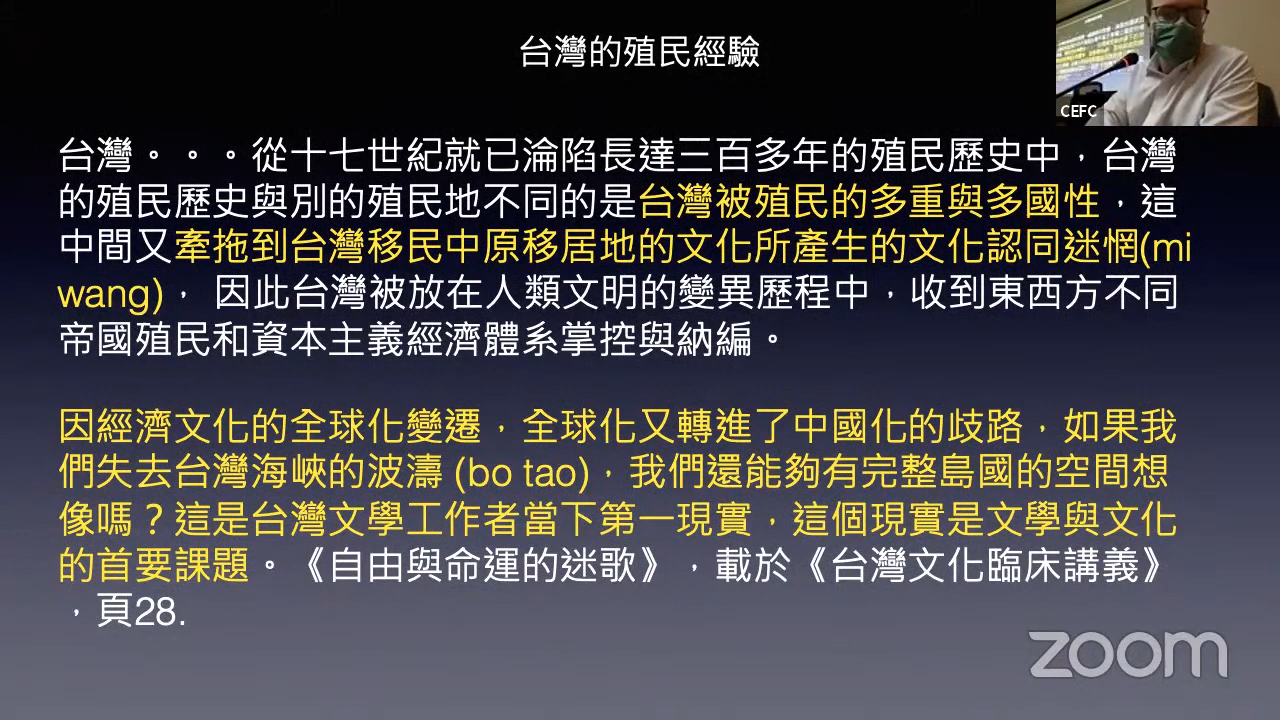 台灣的殖民經驗
CEFC
台灣。。。從十七世紀就已淪陷長達三百多年的殖民歷史中，台灣
的殖民歷史與別的殖民地不同的是台灣被殖民的多重與多國性，這
中間又牽拖到台灣移民中原移居地的文化所產生的文化認同迷惘(mi
wang)， 因此台灣被放在人類文明的變異歷程中，收到東西方不同
帝國殖民和資本主義經濟體系掌控與納編。
因經濟文化的全球化變遷，全球化又轉進了中國化的歧路，如果我
們失去台灣海峽的波濤 (bo tao)，我們還能夠有完整島國的空間想
像嗎？這是台灣文學工作者當下第一現實，這個現實是文學與文化
的首要課題。《自由與命運的迷歌》，載於《台灣文化臨床講義》
，頁28.
zoom